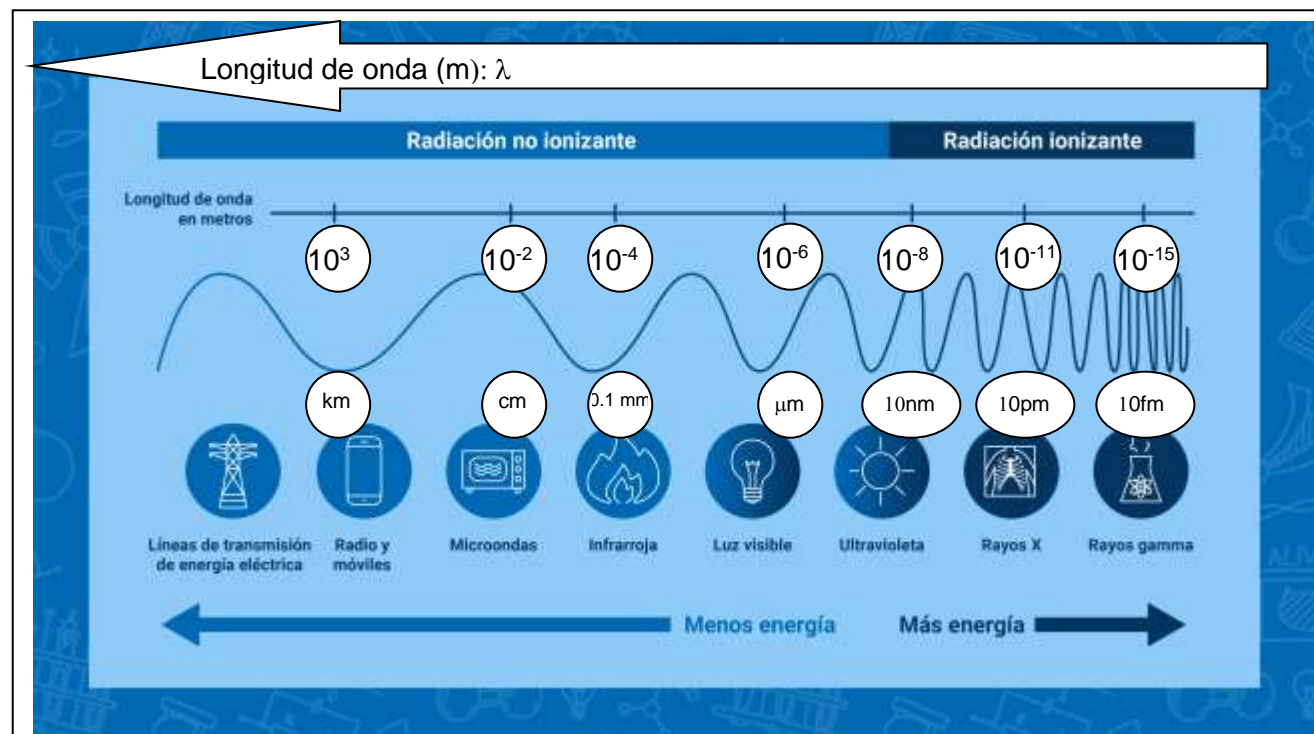 Longitud de onda (m): λ
Radiación no ionizante
Radiación ionizante
Longitud de onda
en metros
10³ 10⁻² 10⁻⁴ 10⁻⁶ 10⁻⁸ 10⁻¹¹ 10⁻¹⁵
km cm 0.1 mm μm 10nm 10pm 10fm
Líneas de transmisión
de energía eléctrica
Radio y
móviles
Microondas
Infrarroja
Luz visible
Ultravioleta
Rayos X
Rayos gamma
Menos energía
Más energía